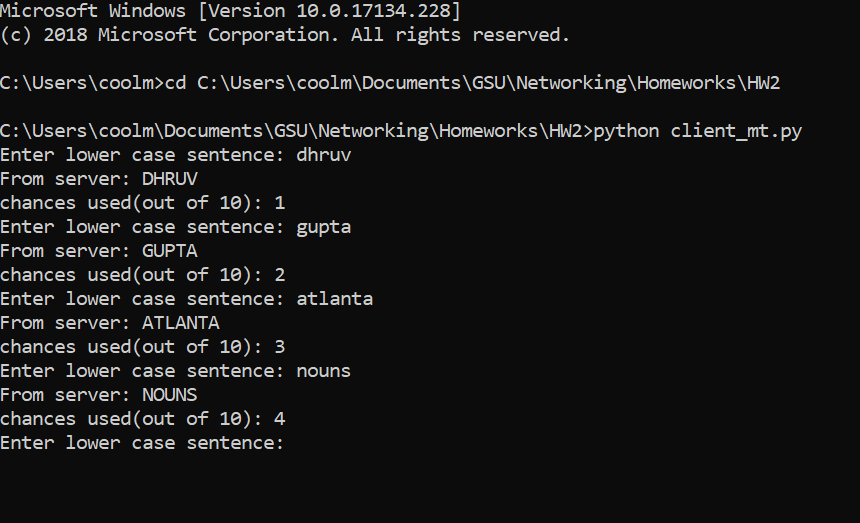 Microsoft Windows [Version 10.0.17134.228]
(c) 2018 Microsoft Corporation. All rights reserved.
C:\Users\coolm>cd C:\Users\coolm\Documents\GSU\Networking\Homeworks\HW2
C:\Users\coolm\Documents\GSU\Networking\Homeworks\HW2>python client_mt.py
Enter lower case sentence: dhruv
From server: DHRUV
chances used(out of 10): 1
Enter lower case sentence: gupta
From server: GUPTA
chances used(out of 10): 2
Enter lower case sentence: atlanta
From server: ATLANTA
chances used(out of 10): 3
Enter lower case sentence: nouns
From server: NOUNS
chances used(out of 10): 4
Enter lower case sentence: